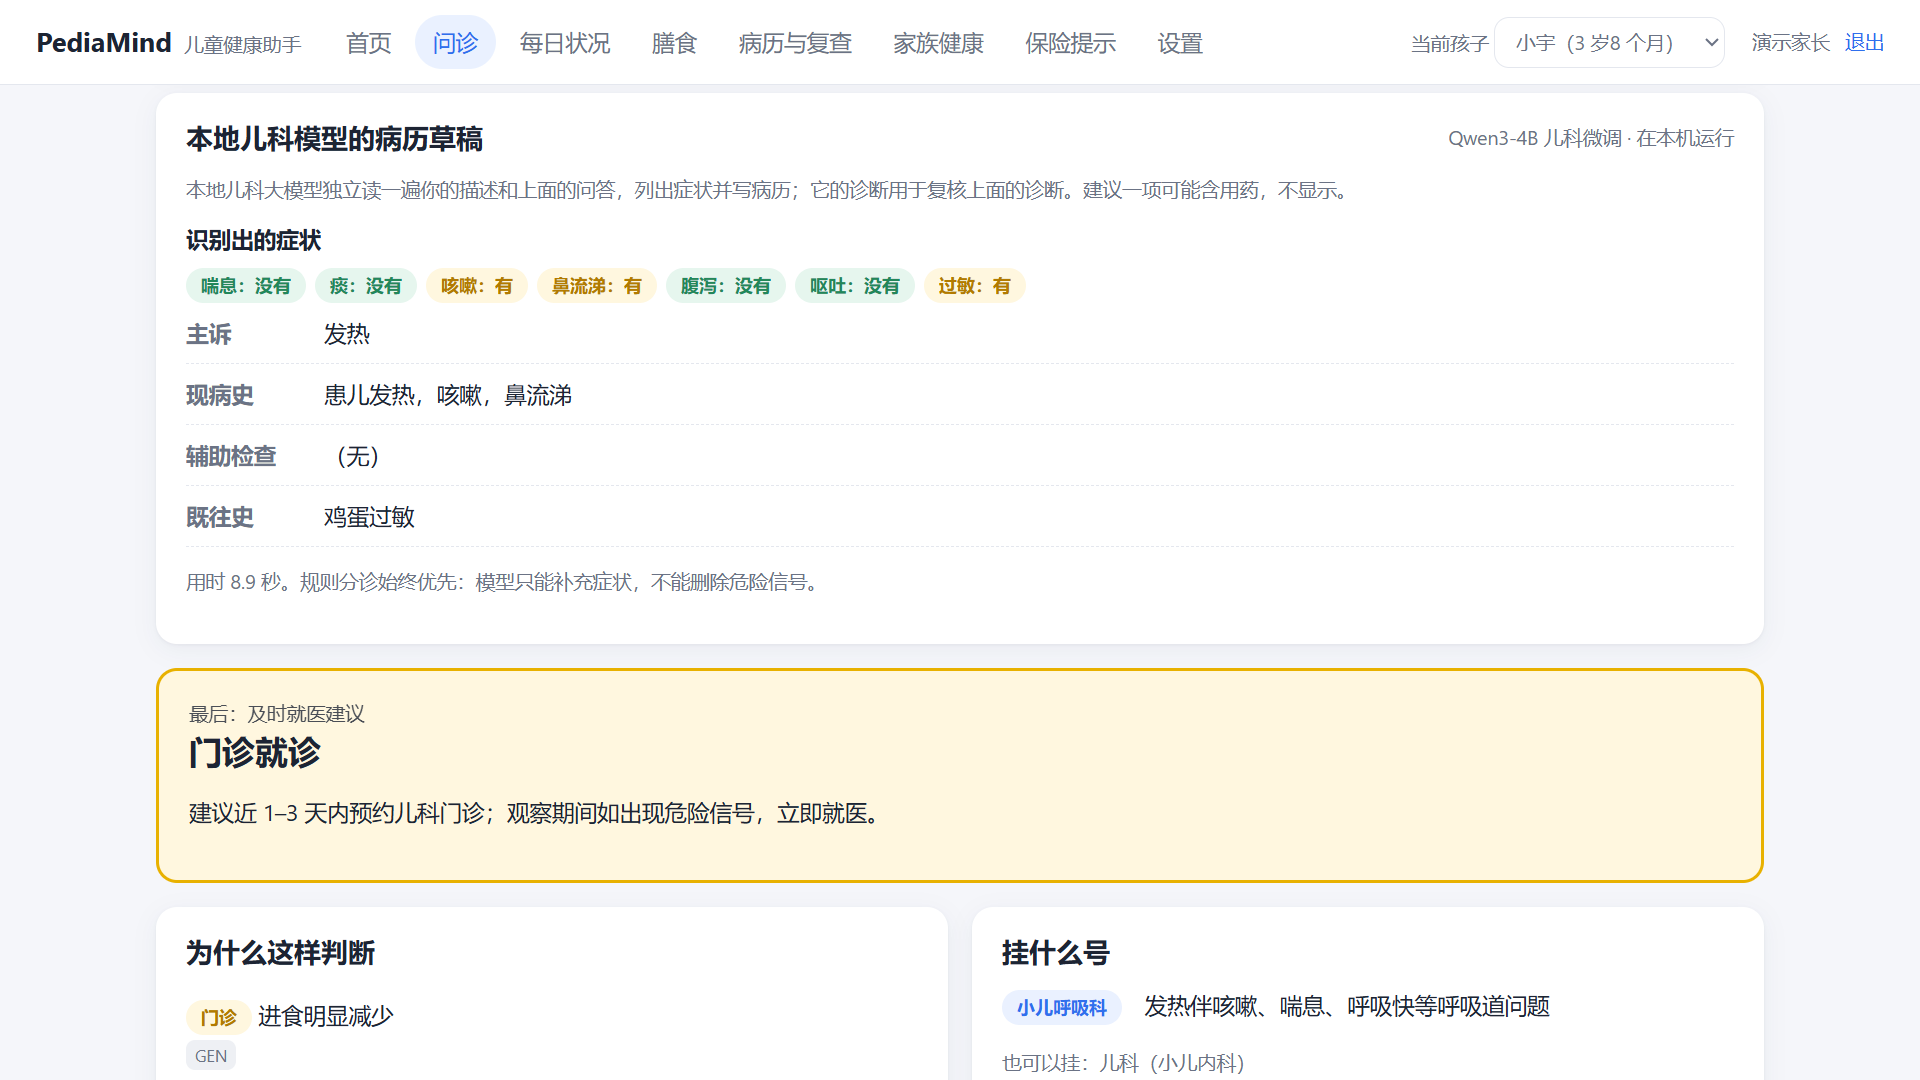 PediaMind 儿童健康助手 首页 问诊 每日状况 膳食 病历与复查 家族健康 保险提示 设置 当前孩子 小宇（3 岁8 个月） 演示家长 退出
本地儿科模型的病历草稿 Qwen3-4B 儿科微调 · 在本机运行
本地儿科大模型独立读一遍你的描述和上面的问答，列出症状并写病历；它的诊断用于复核上面的诊断。建议一项可能含用药，不显示。
识别出的症状
喘息：没有 痰：没有 咳嗽：有 鼻流涕：有 腹泻：没有 呕吐：没有 过敏：有
主诉 发热
现病史 患儿发热，咳嗽，鼻流涕
辅助检查 （无）
既往史 鸡蛋过敏
用时 8.9 秒。规则分诊始终优先：模型只能补充症状，不能删除危险信号。
最后：及时就医建议
门诊就诊
建议近 1–3 天内预约儿科门诊；观察期间如出现危险信号，立即就医。
为什么这样判断
门诊 进食明显减少
GEN
挂什么号
小儿呼吸科 发热伴咳嗽、喘息、呼吸快等呼吸道问题
也可以挂：儿科（小儿内科）